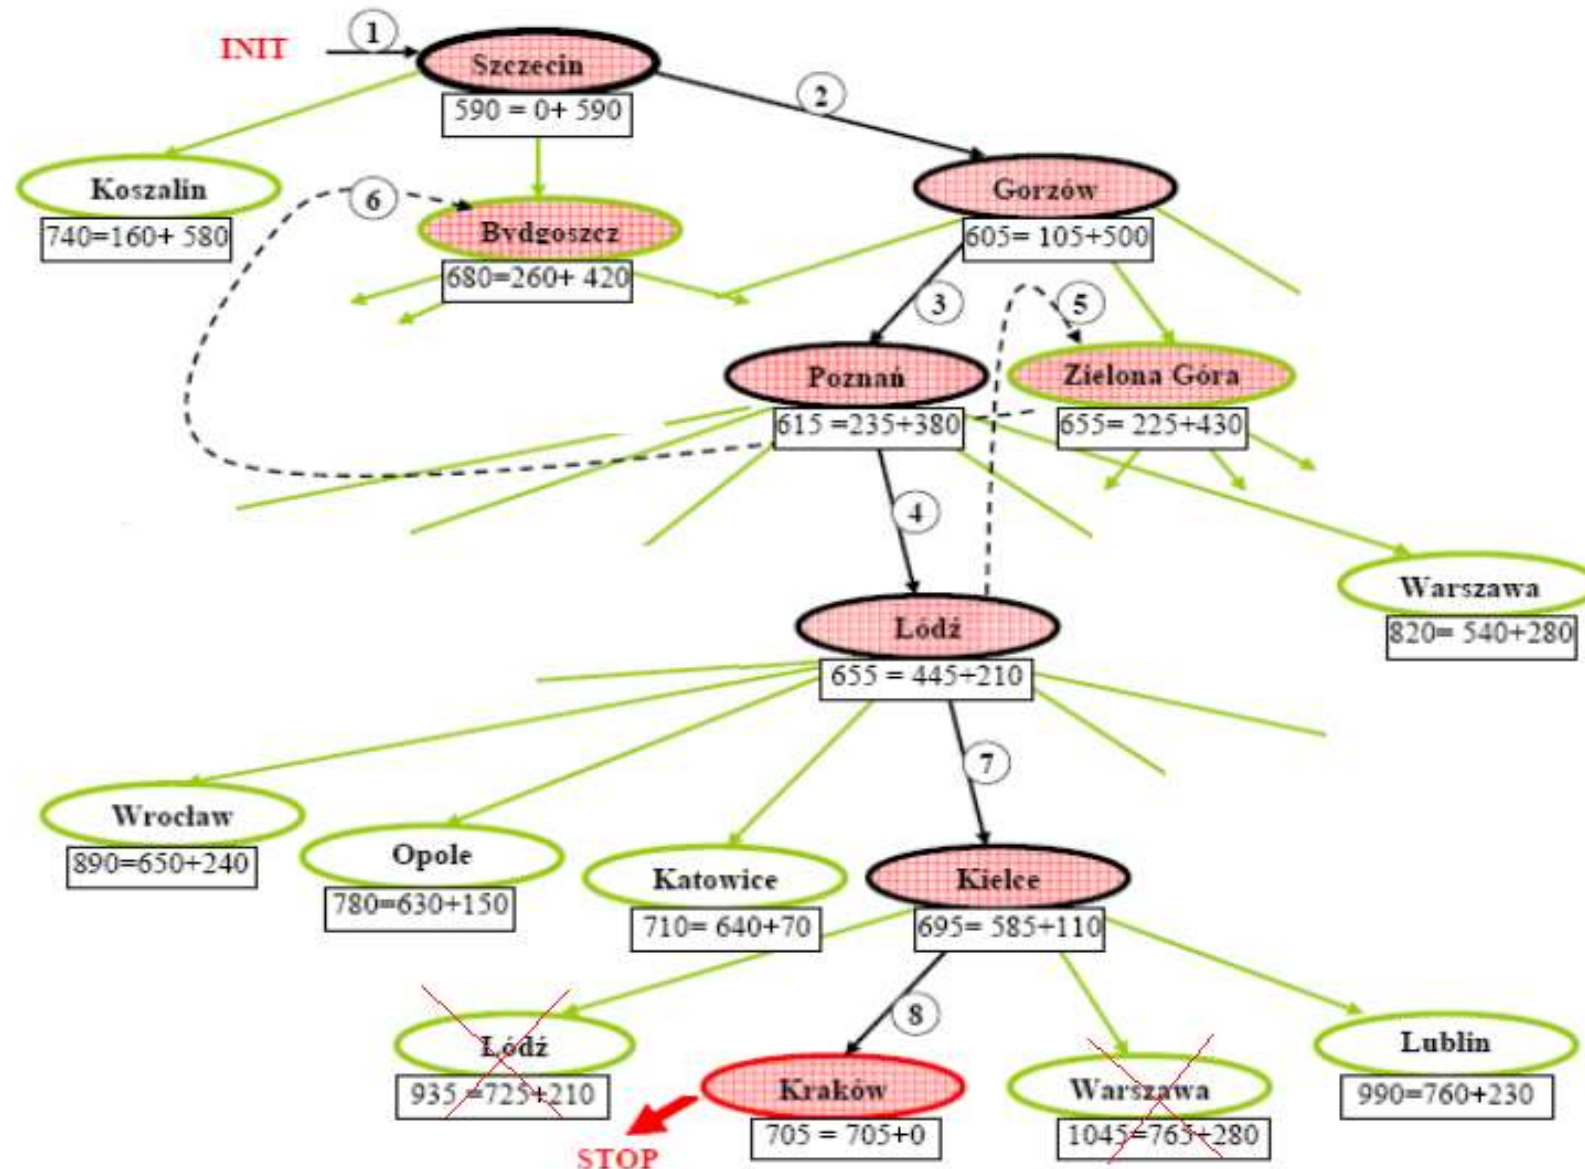 INIT
1
Szczecin
590 = 0+ 590
2
Koszalin
740=160+ 580
6
Bydgoszcz
680=260+ 420
Gorzów
605= 105+500
3
5
Poznań
615 =235+380
Zielona Góra
655= 225+430
4
Warszawa
820= 540+280
Łódź
655 = 445+210
7
Wrocław
890=650+240
Opole
780=630+150
Katowice
710= 640+70
Kielce
695= 585+110
8
Łódź
935 =725+210
Kraków
705 = 705+0
Warszawa
1045=765+280
Lublin
990=760+230
STOP